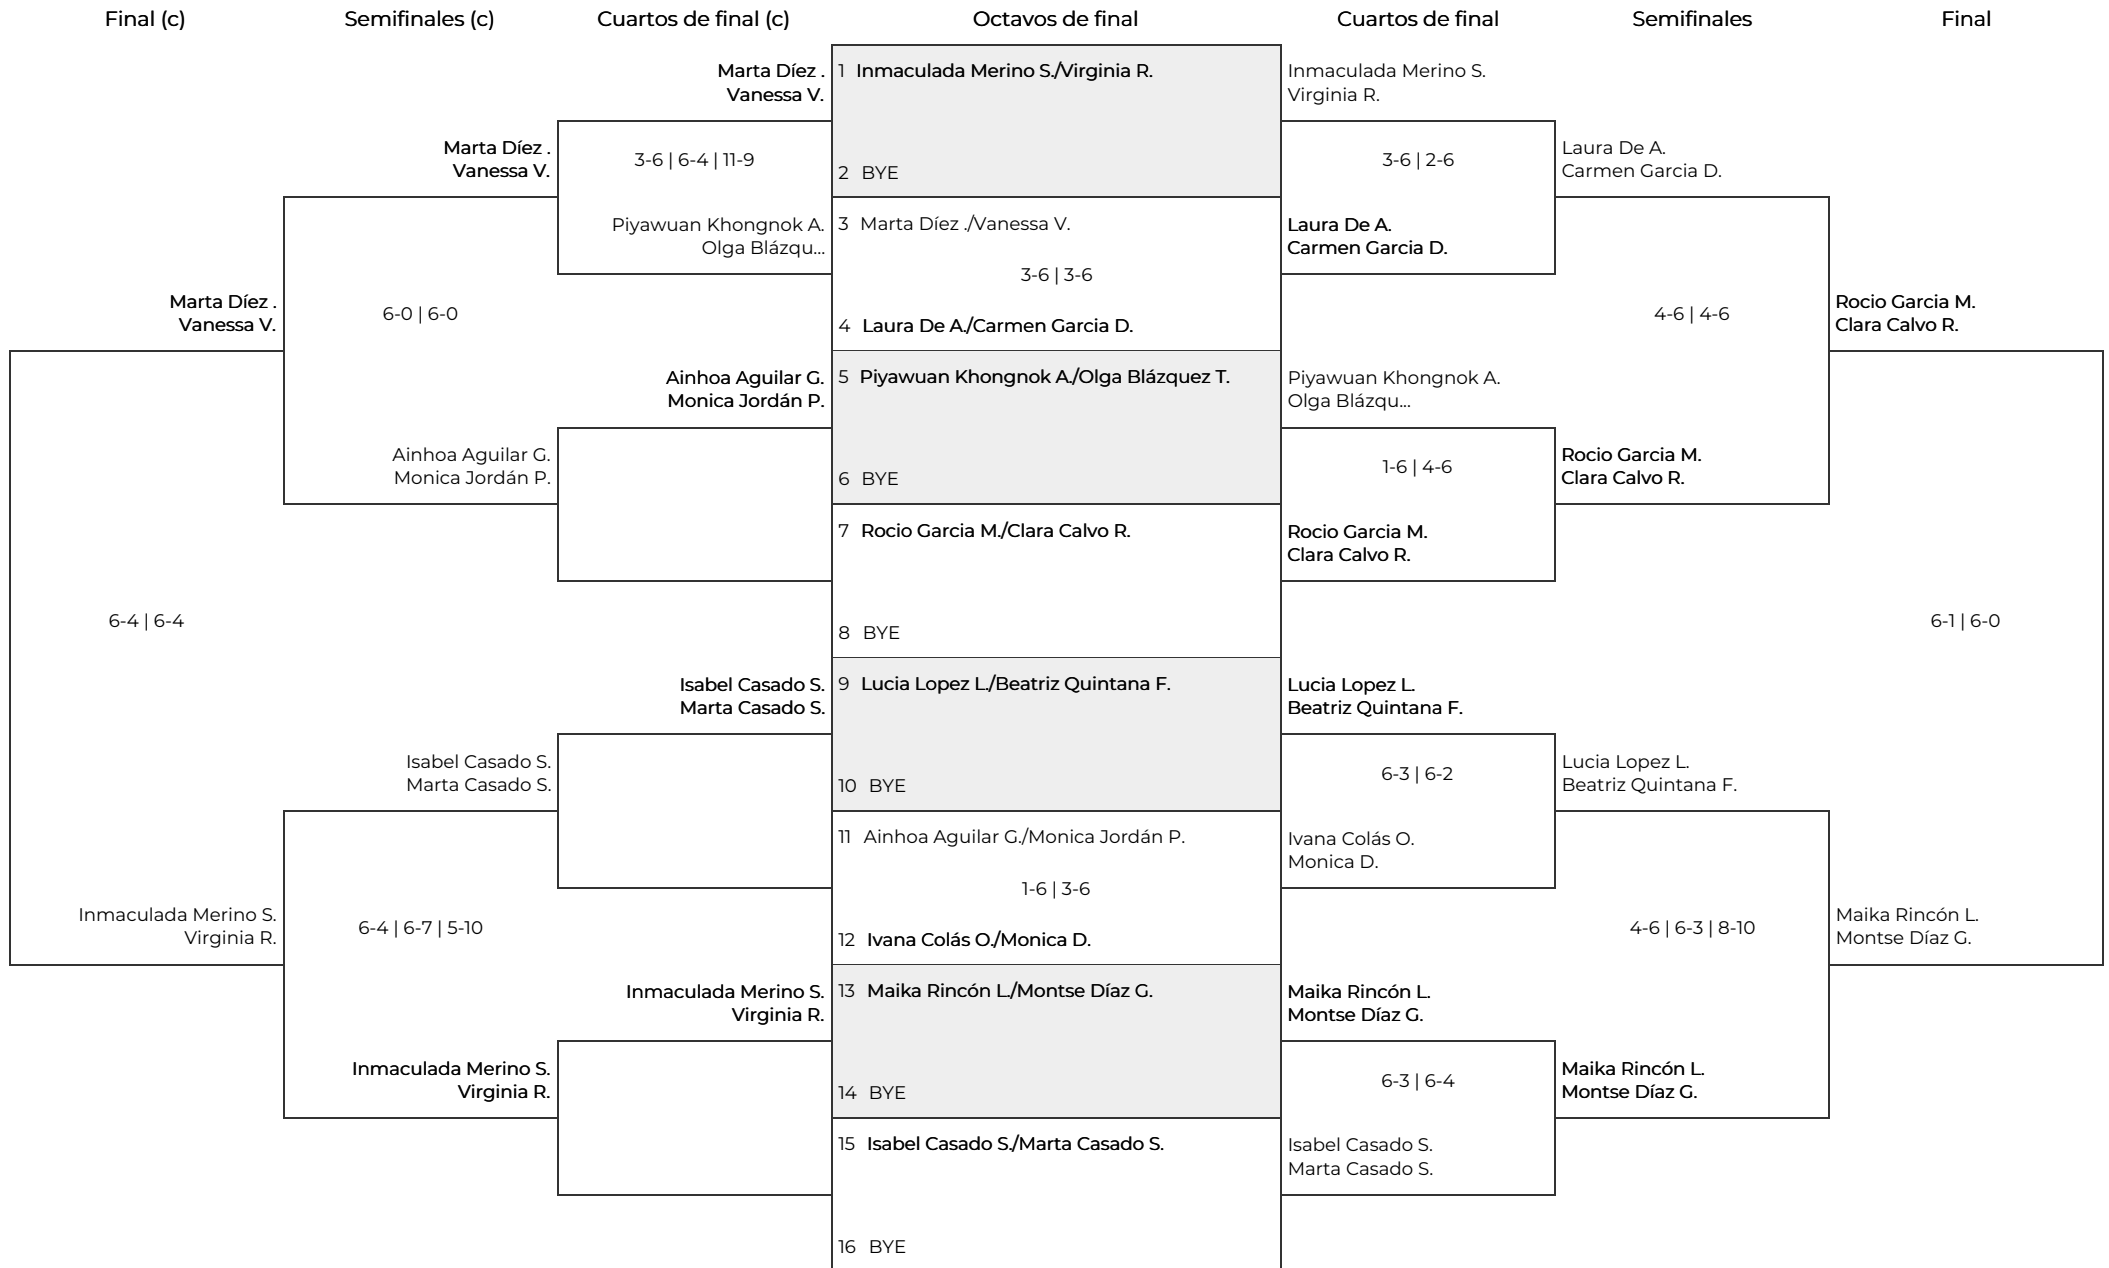 Final (c) Semifinales (c) Cuartos de final (c) Octavos de final Cuartos de final Semifinales Final
Marta Díez . 1 Inmaculada Merino S./Virginia R. Inmaculada Merino S.
Vanessa V. Virginia R.
Marta Díez . Laura De A.
3-6 | 6-4 | 11-9 3-6 | 2-6
Vanessa V. 2 BYE Carmen Garcia D.
Piyawuan Khongnok A. 3 Marta Díez ./Vanessa V. Laura De A.
Olga Blázqu... Carmen Garcia D.
3-6 | 3-6
Marta Díez . Rocio Garcia M.
6-0 | 6-0 4-6 | 4-6
Vanessa V. 4 Laura De A./Carmen Garcia D. Clara Calvo R.
Ainhoa Aguilar G. 5 Piyawuan Khongnok A./Olga Blázquez T. Piyawuan Khongnok A.
Monica Jordán P. Olga Blázqu...
Ainhoa Aguilar G. Rocio Garcia M.
1-6 | 4-6
Monica Jordán P. 6 BYE Clara Calvo R.
7 Rocio Garcia M./Clara Calvo R. Rocio Garcia M.
Clara Calvo R.
6-4 | 6-4 6-1 | 6-0
8 BYE
Isabel Casado S. 9 Lucia Lopez L./Beatriz Quintana F. Lucia Lopez L.
Marta Casado S. Beatriz Quintana F.
Isabel Casado S. Lucia Lopez L.
6-3 | 6-2
Marta Casado S. 10 BYE Beatriz Quintana F.
11 Ainhoa Aguilar G./Monica Jordán P. Ivana Colás O.
Monica D.
1-6 | 3-6
Inmaculada Merino S. Maika Rincón L.
6-4 | 6-7 | 5-10 4-6 | 6-3 | 8-10
Virginia R. 12 Ivana Colás O./Monica D. Montse Díaz G.
Inmaculada Merino S. 13 Maika Rincón L./Montse Díaz G. Maika Rincón L.
Virginia R. Montse Díaz G.
Inmaculada Merino S. Maika Rincón L.
6-3 | 6-4
Virginia R. 14 BYE Montse Díaz G.
15 Isabel Casado S./Marta Casado S. Isabel Casado S.
Marta Casado S.
16 BYE